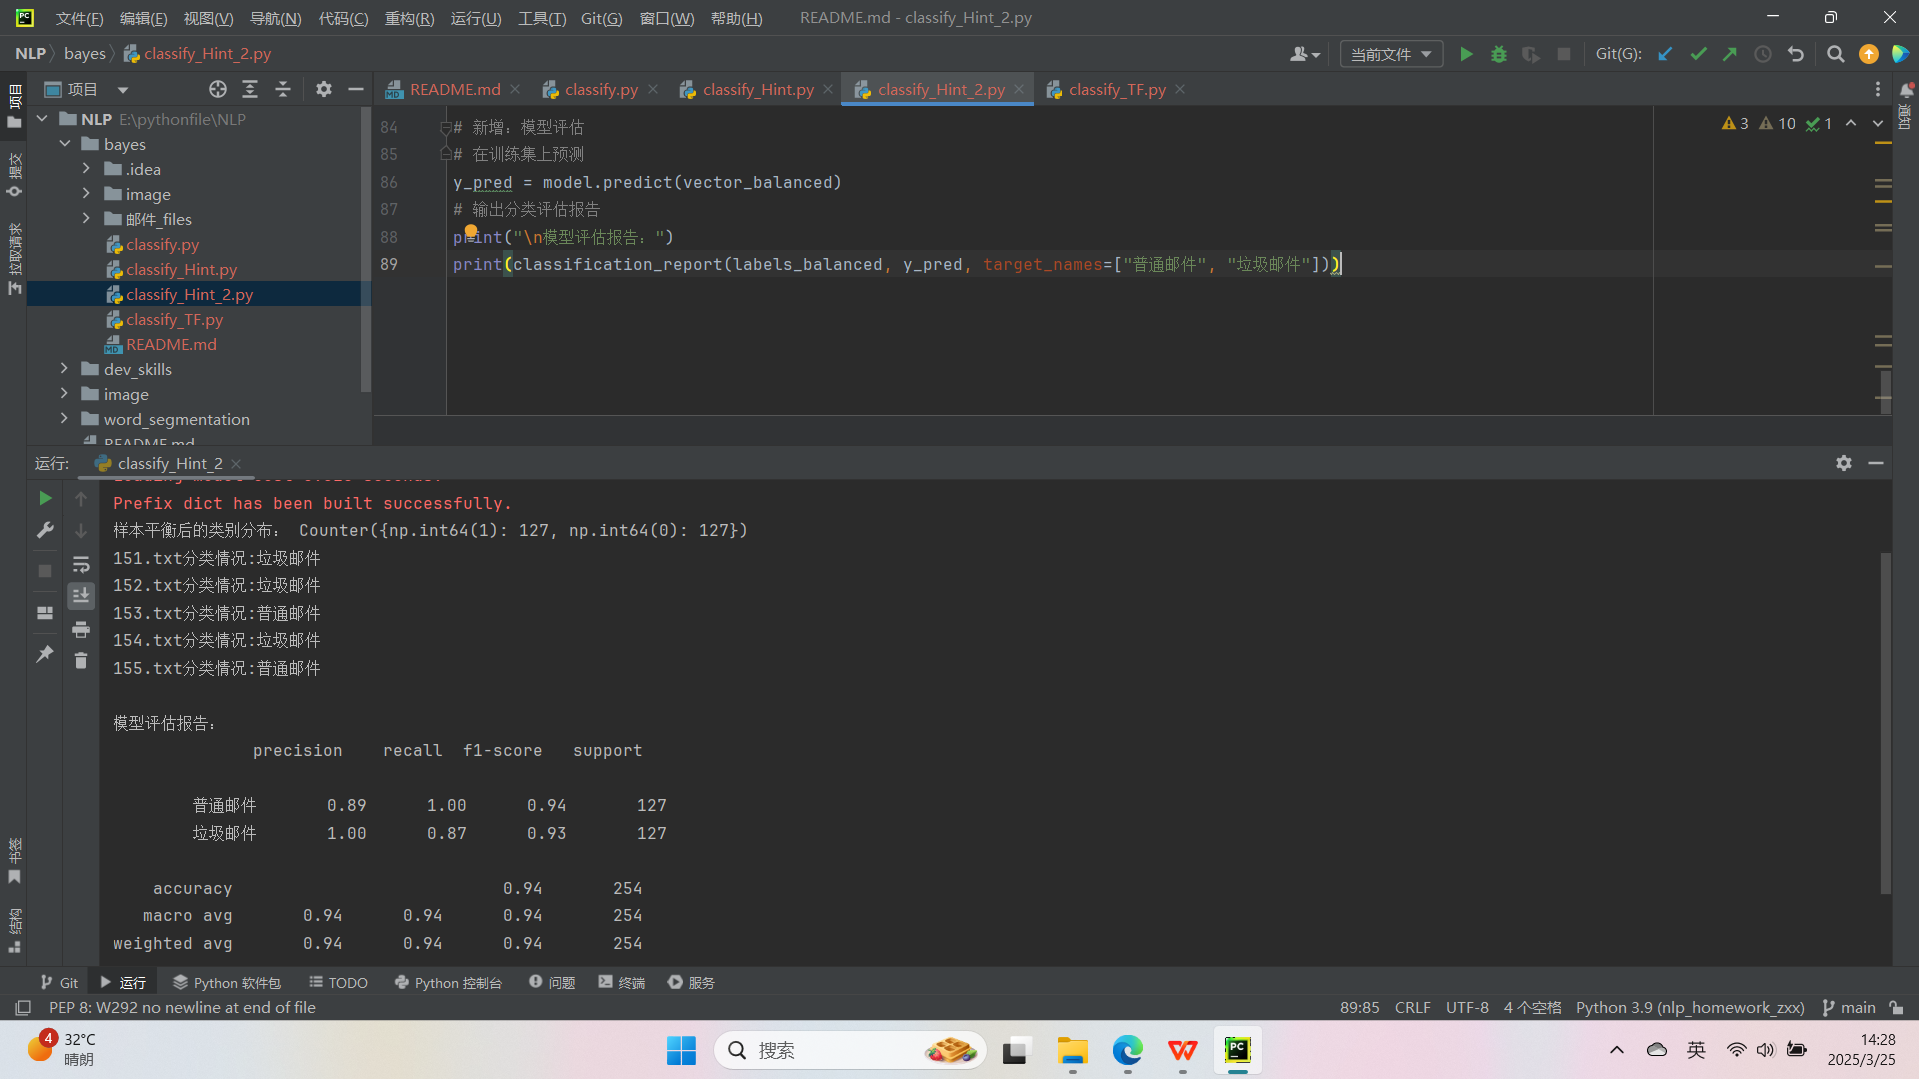 文件(F) 编辑(E) 视图(V) 导航(N) 代码(C) 重构(R) 运行(U) 工具(T) Git(G) 窗口(W) 帮助(H) README.md - classify_Hint_2.py
NLP bayes classify_Hint_2.py 当前文件 Git(G):
项目 README.md classify.py classify_Hint.py classify_Hint_2.py classify_TF.py
NLP E:\pythonfile\NLP
bayes
.idea
image
邮件_files
classify.py
classify_Hint.py
classify_Hint_2.py
classify_TF.py
README.md
dev_skills
image
word_segmentation
README.md
项目
提交
拉取请求
书签
结构
通知
3 10 1
84 # 新增：模型评估
85 # 在训练集上预测
86 y_pred = model.predict(vector_balanced)
87 # 输出分类评估报告
88 print("\n模型评估报告：")
89 print(classification_report(labels_balanced, y_pred, target_names=["普通邮件", "垃圾邮件"]))
运行: classify_Hint_2
Prefix dict has been built successfully.
样本平衡后的类别分布： Counter({np.int64(1): 127, np.int64(0): 127})
151.txt分类情况:垃圾邮件
152.txt分类情况:垃圾邮件
153.txt分类情况:普通邮件
154.txt分类情况:垃圾邮件
155.txt分类情况:普通邮件
模型评估报告：
precision recall f1-score support
普通邮件 0.89 1.00 0.94 127
垃圾邮件 1.00 0.87 0.93 127
accuracy 0.94 254
macro avg 0.94 0.94 0.94 254
weighted avg 0.94 0.94 0.94 254
Git 运行 Python 软件包 TODO Python 控制台 问题 终端 服务
PEP 8: W292 no newline at end of file 89:85 CRLF UTF-8 4 个空格 Python 3.9 (nlp_homework_zxx) main
4 32°C
晴朗
搜索
英
14:28
2025/3/25